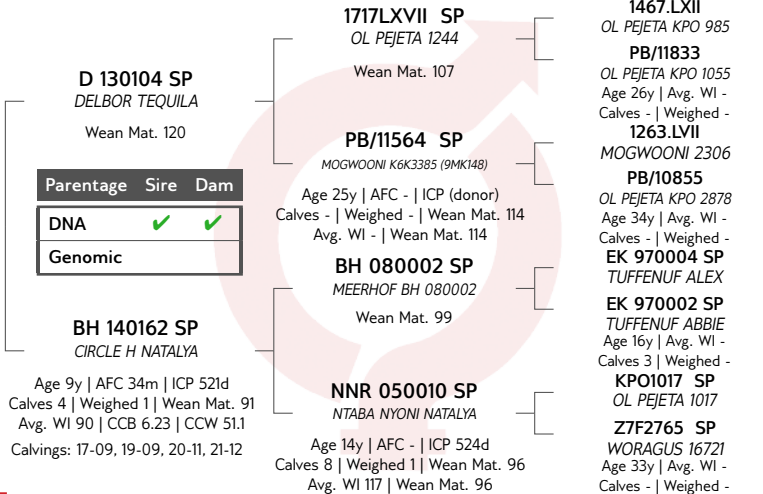 D 130104 SP
DELBOR TEQUILA
Wean Mat. 120
Parentage Sire Dam
DNA ✔ ✔
Genomic
BH 140162 SP
CIRCLE H NATALYA
Age 9y | AFC 34m | ICP 521d
Calves 4 | Weighed 1 | Wean Mat. 91
Avg. WI 90 | CCB 6.23 | CCW 51.1
Calvings: 17-09, 19-09, 20-11, 21-12
1717LXVII SP
OL PEJETA 1244
Wean Mat. 107
PB/11564 SP
MOGWOONI K6K3385 (9MK148)
Age 25y | AFC - | ICP (donor)
Calves - | Weighed - | Wean Mat. 114
Avg. WI - | Wean Mat. 114
BH 080002 SP
MEERHOF BH 080002
Wean Mat. 99
NNR 050010 SP
NTABA NYONI NATALYA
Age 14y | AFC - | ICP 524d
Calves 8 | Weighed 1 | Wean Mat. 96
Avg. WI 117 | Wean Mat. 96
1467.LXII
OL PEJETA KPO 985
PB/11833
OL PEJETA KPO 1055
Age 26y | Avg. WI -
Calves - | Weighed -
1263.LVII
MOGWOONI 2306
PB/10855
OL PEJETA KPO 2878
Age 34y | Avg. WI -
Calves - | Weighed -
EK 970004 SP
TUFFENUF ALEX
EK 970002 SP
TUFFENUF ABBIE
Age 16y | Avg. WI -
Calves 3 | Weighed -
KPO1017 SP
OL PEJETA 1017
Z7F2765 SP
WORAGUS 16721
Age 33y | Avg. WI -
Calves - | Weighed -